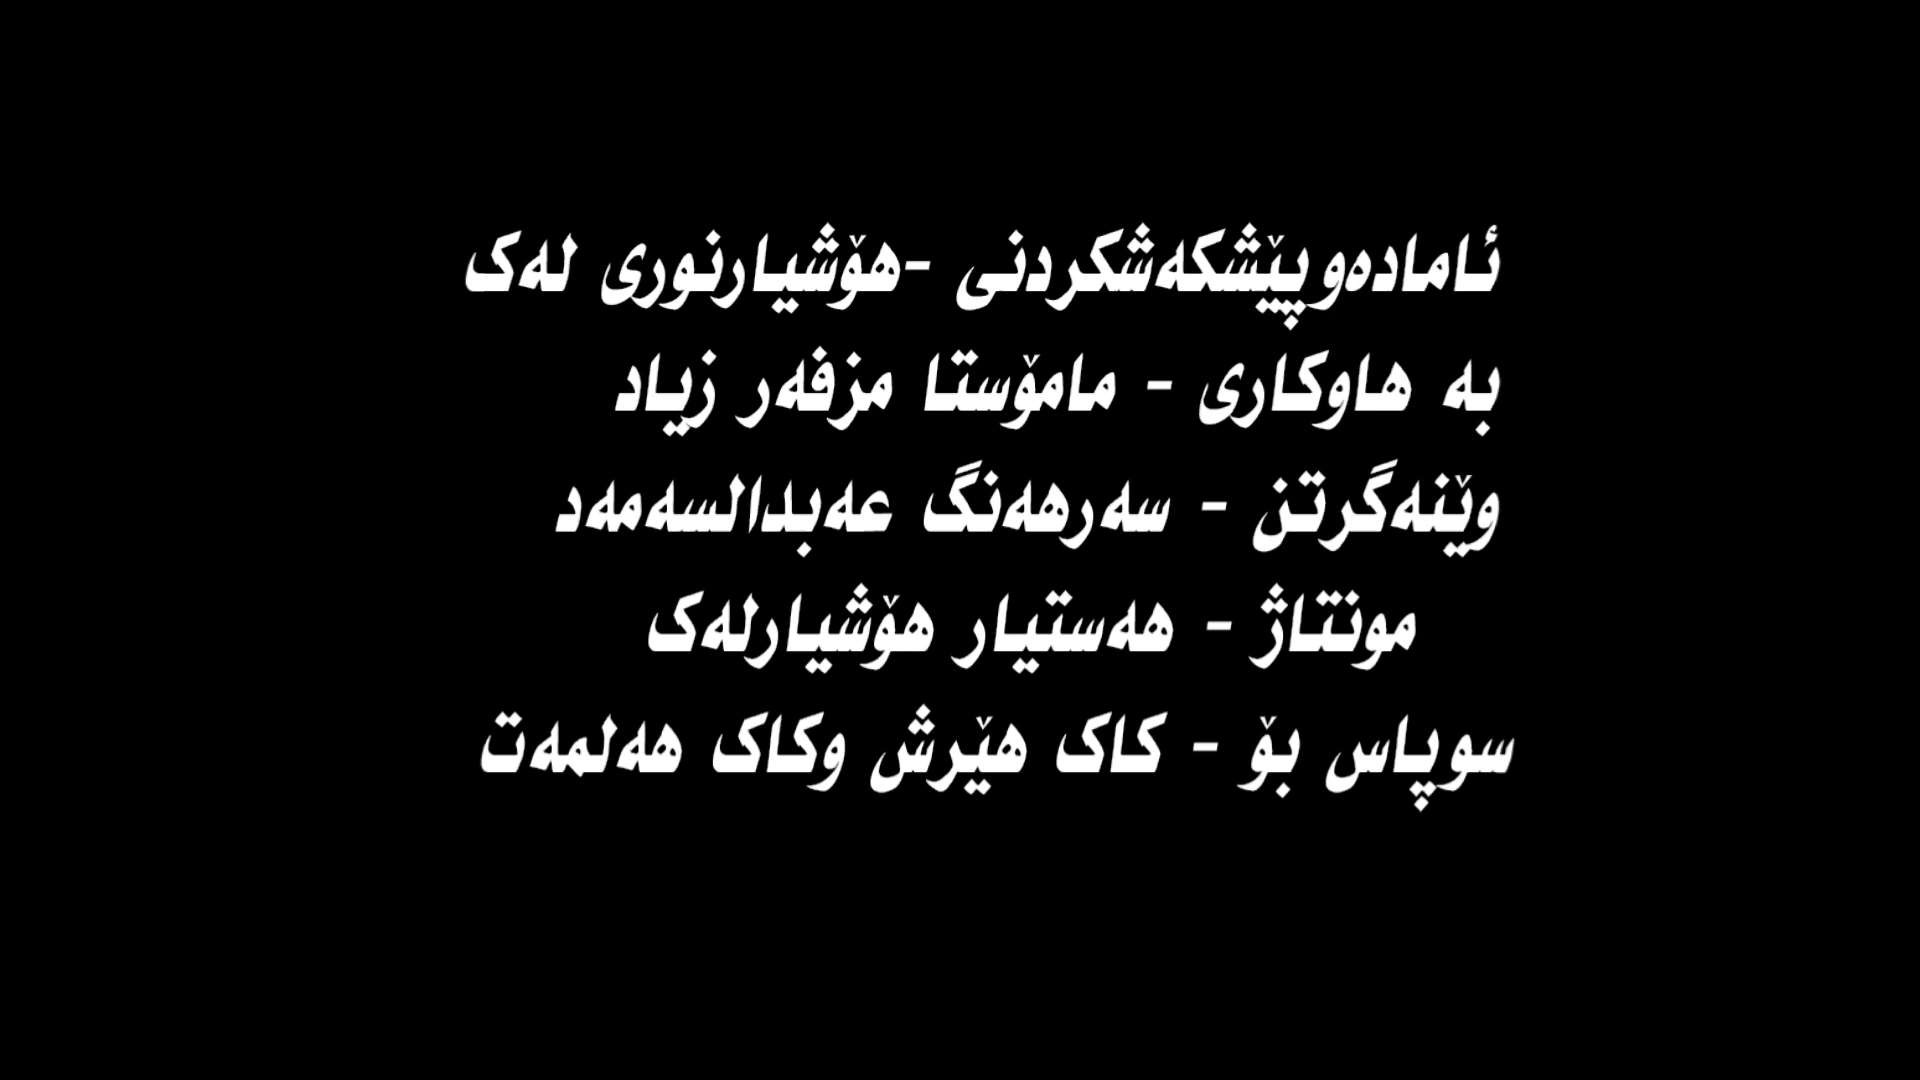 ئامادەوپێشکەشکردنی -هۆشیارنوری لەک
بە هاوکاری - مامۆستا مزفەر زیاد
وێنەگرتن - سەرهەنگ عەبدالسەمەد
مونتاژ - هەستیار هۆشیارلەک
سوپاس بۆ - کاک هێرش وکاک هەلمەت